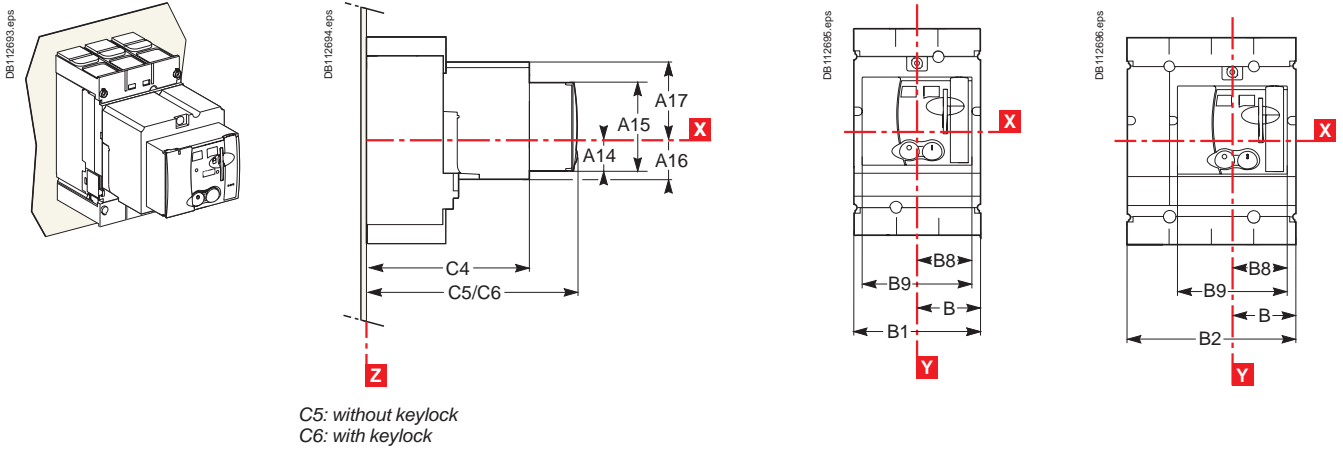 DB112693.eps
DB112694.eps
A17
A15
X
A14
A16
C4
C5/C6
Z
C5: without keylock
C6: with keylock
DB112695.eps
X
B8
B9
B
B1
Y
DB112696.eps
X
B8
B9
B
B2
Y